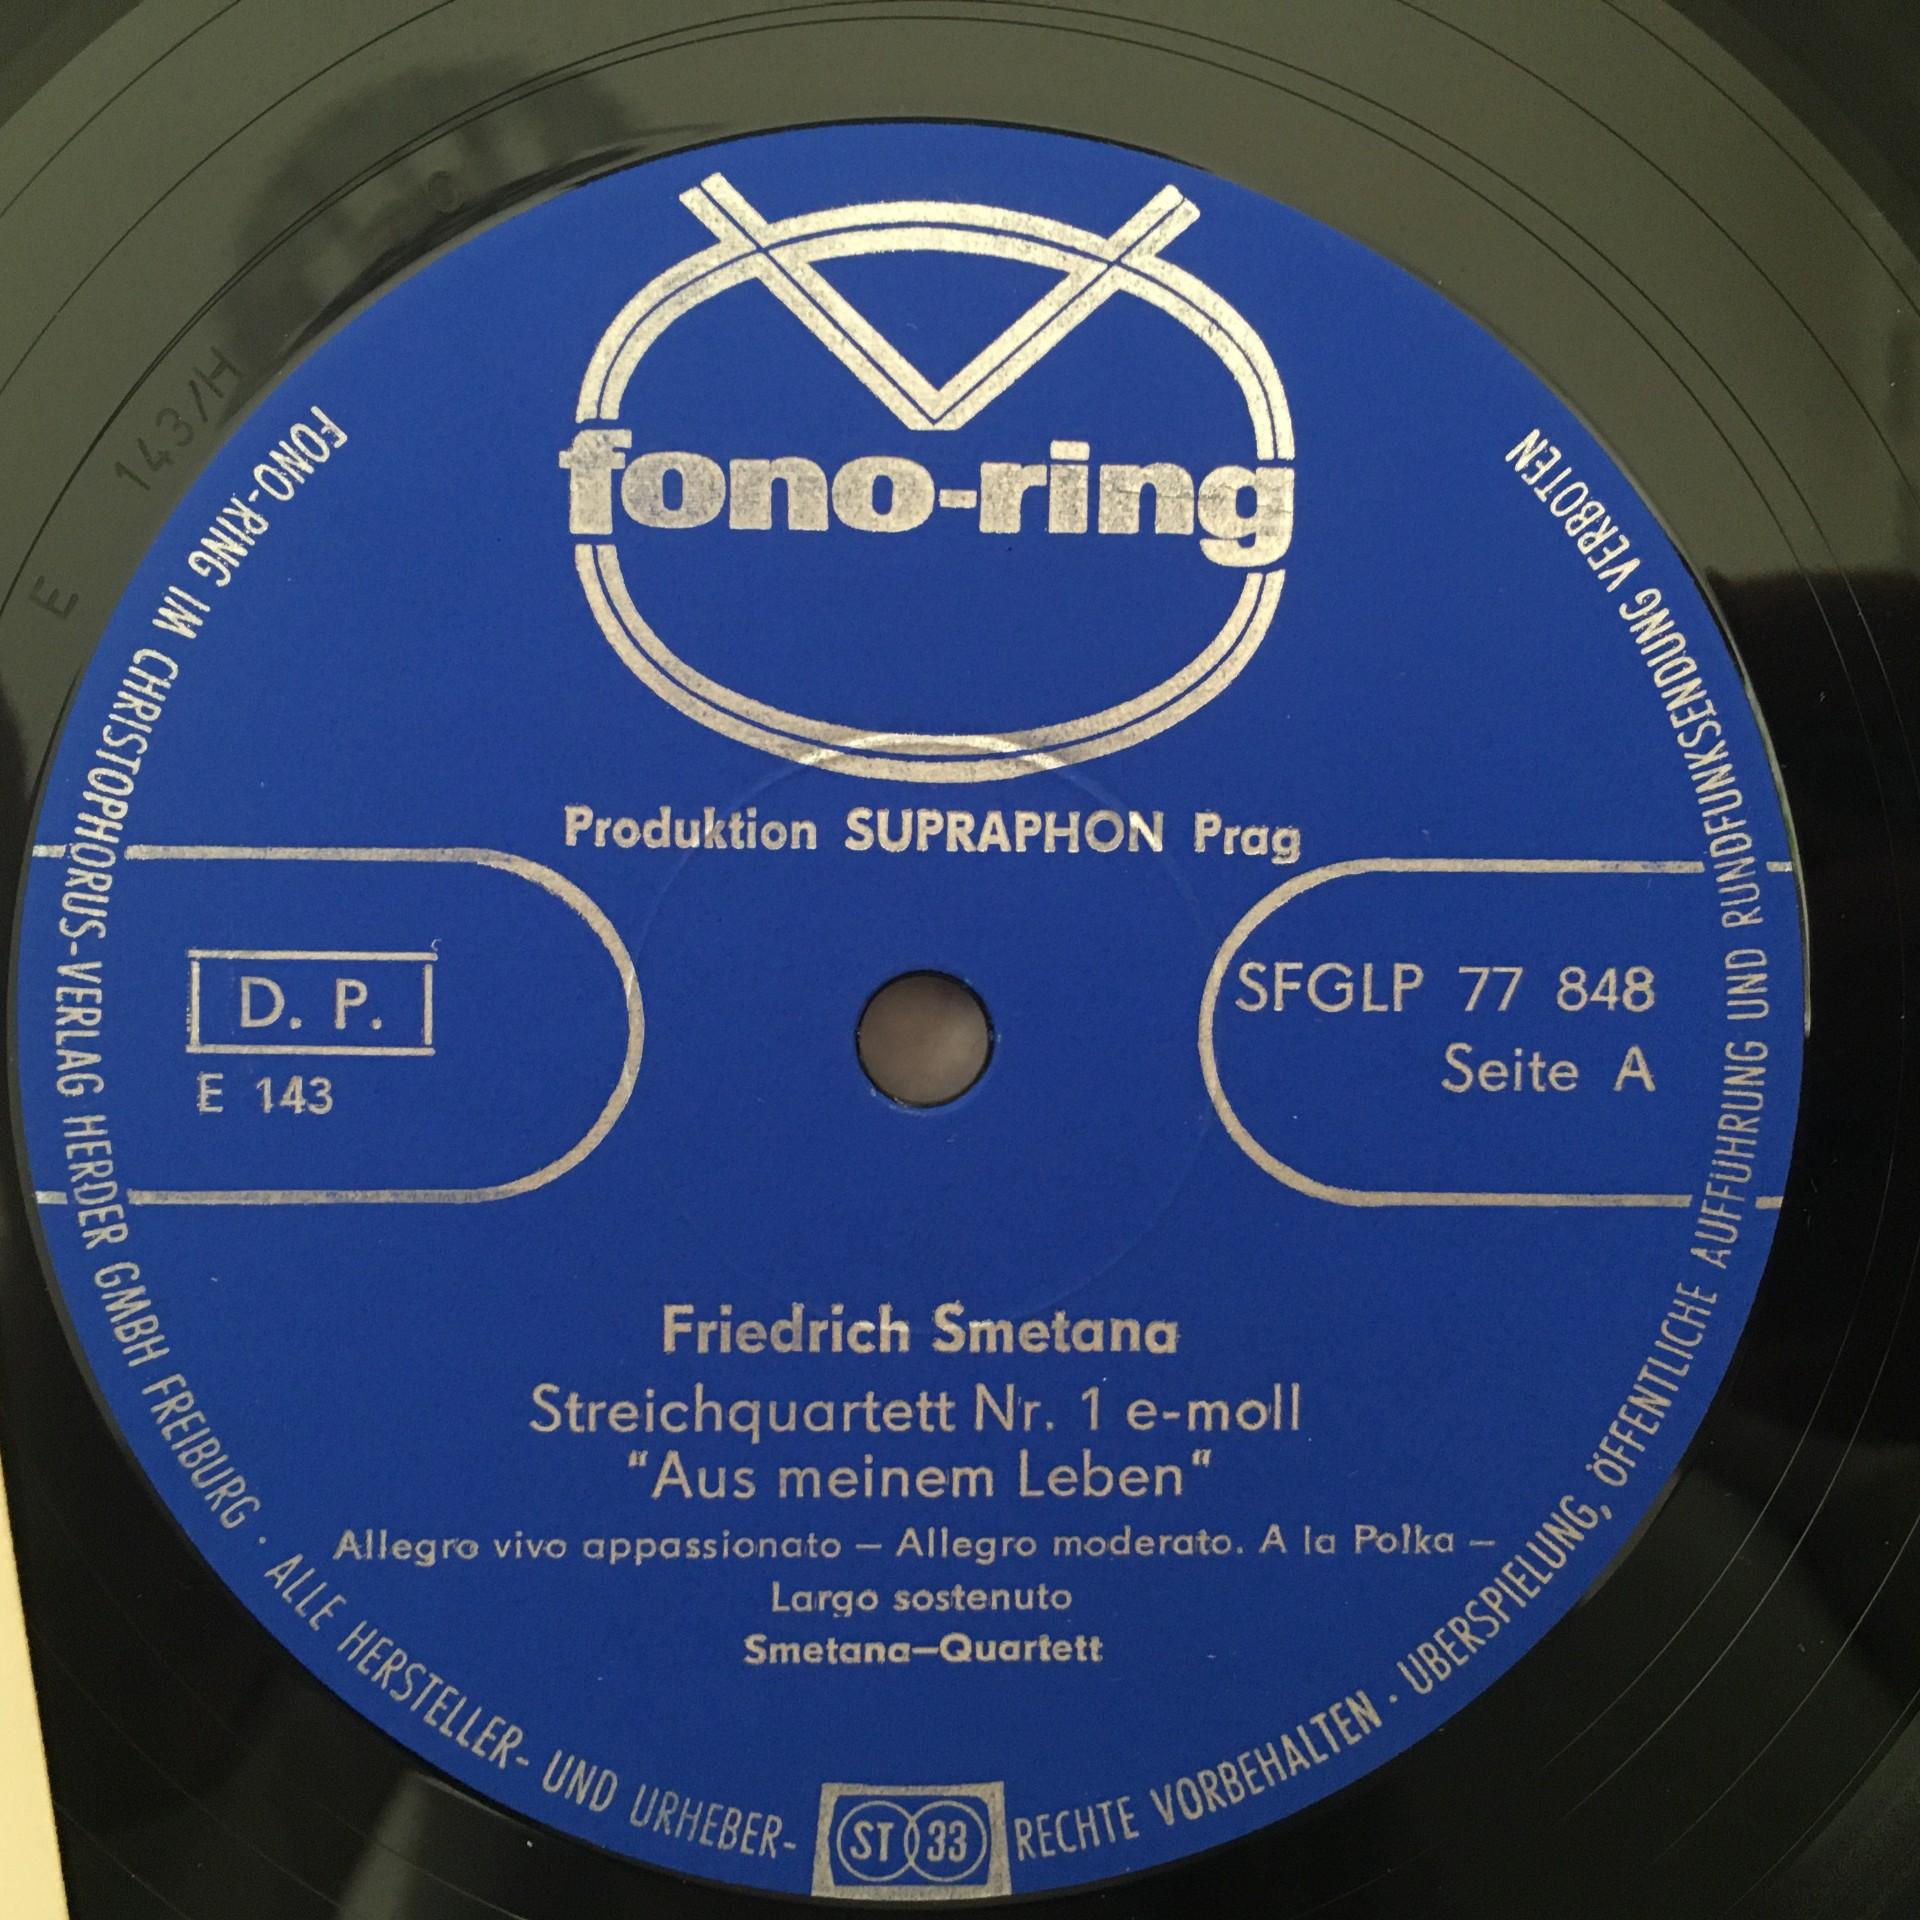 fono-ring
Produktion SUPRAPHON Prag
D. P.
E 143
SFGLP 77 848
Seite A
Friedrich Smetana
Streichquartett Nr. 1 e-moll
"Aus meinem Leben"
Allegro vivo appassionato – Allegro moderato. A la Polka –
Largo sostenuto
Smetana–Quartett
FONO-RING IM CHRISTOPHORUS-VERLAG HERDER GMBH FREIBURG · ALLE HERSTELLER- UND URHEBER-RECHTE VORBEHALTEN · ÜBERSPIELUNG, ÖFFENTLICHE AUFFÜHRUNG UND RUNDFUNKSENDUNG VERBOTEN
ST 33
E 143/H